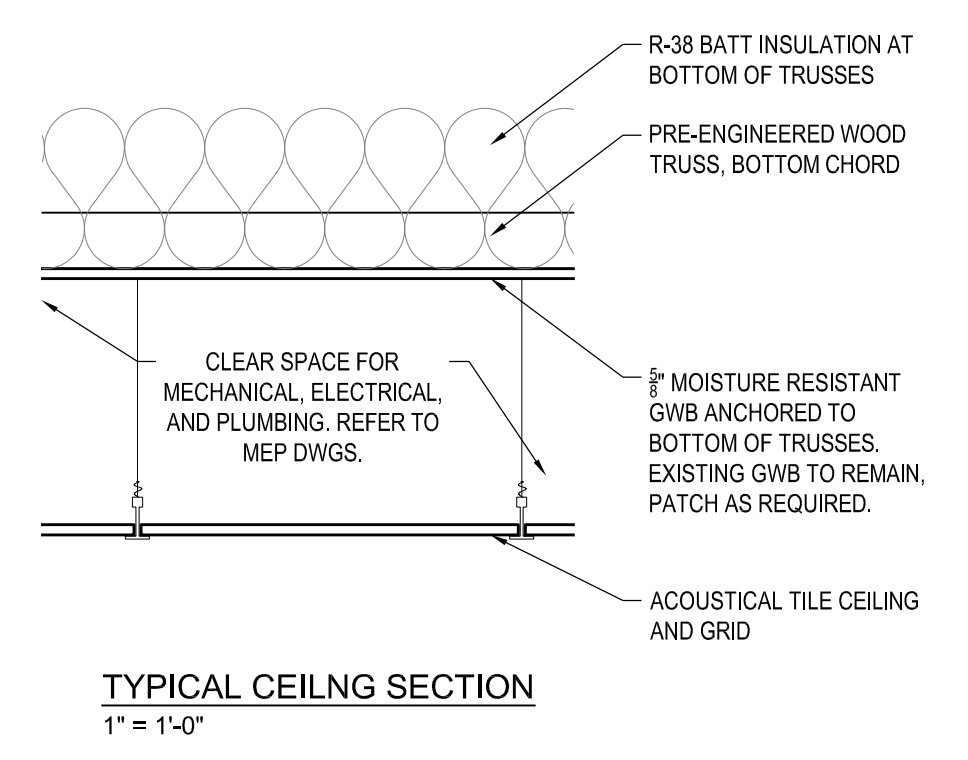 R-38 BATT INSULATION AT
BOTTOM OF TRUSSES
PRE-ENGINEERED WOOD
TRUSS, BOTTOM CHORD
CLEAR SPACE FOR
MECHANICAL, ELECTRICAL,
AND PLUMBING. REFER TO
MEP DWGS.
5/8" MOISTURE RESISTANT
GWB ANCHORED TO
BOTTOM OF TRUSSES.
EXISTING GWB TO REMAIN,
PATCH AS REQUIRED.
ACOUSTICAL TILE CEILING
AND GRID
TYPICAL CEILNG SECTION
1" = 1'-0"